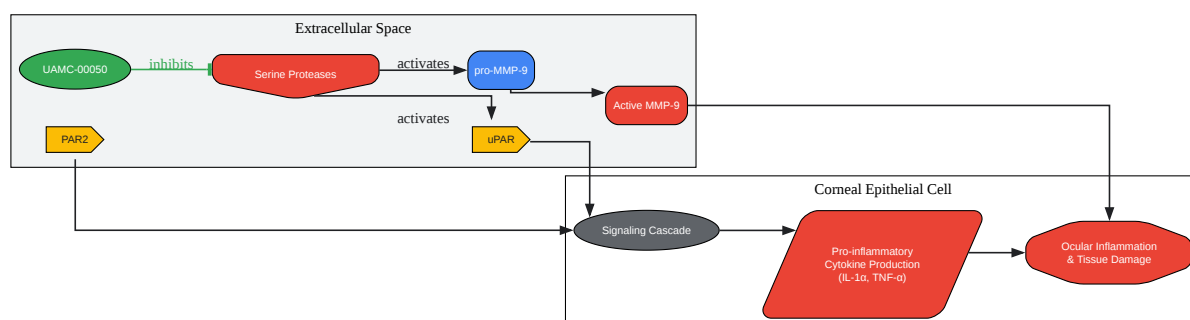 Extracellular Space
UAMC-00050
inhibits
Serine Proteases
activates
pro-MMP-9
Active MMP-9
activates
PAR2
uPAR
Corneal Epithelial Cell
Signaling Cascade
Pro-inflammatory
Cytokine Production
(IL-1α, TNF-α)
Ocular Inflammation
& Tissue Damage